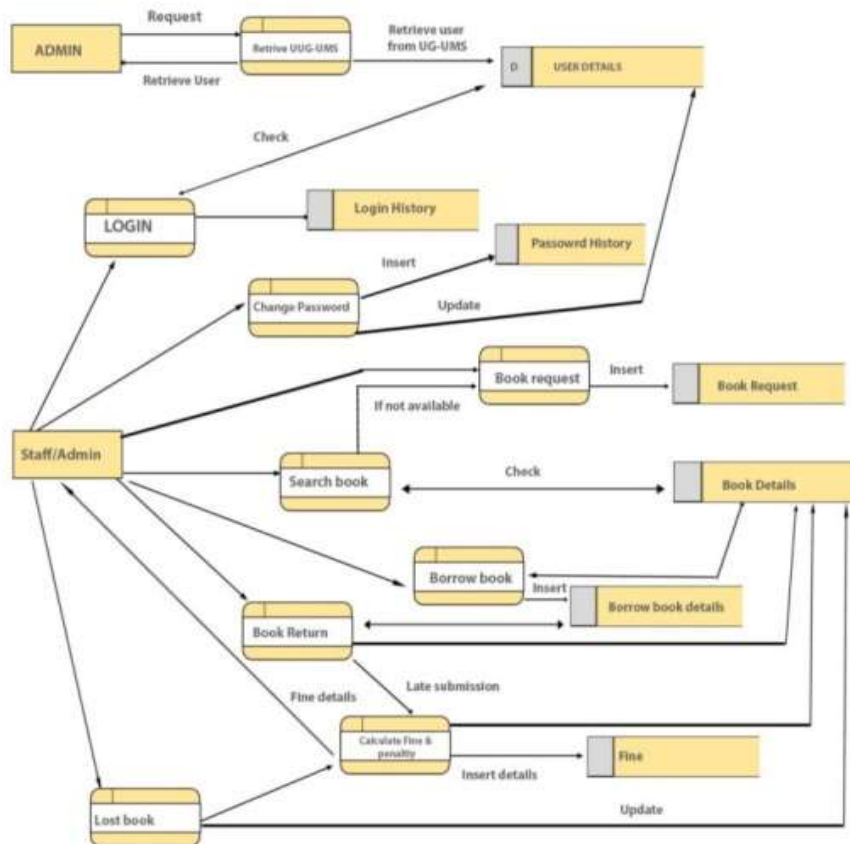 Request
ADMIN
Retrive UUG-UMS
Retrieve user
from UG-UMS
D
USER DETAILS
Retrieve User
Check
LOGIN
Login History
Passowrd History
Insert
Change Password
Update
Book request
Insert
Book Request
If not available
Staff/Admin
Search book
Check
Book Details
Borrow book
Insert
Borrow book details
Book Return
Fine details
Late submission
Calculate Fine &
penaltiy
Insert details
Fine
Lost book
Update